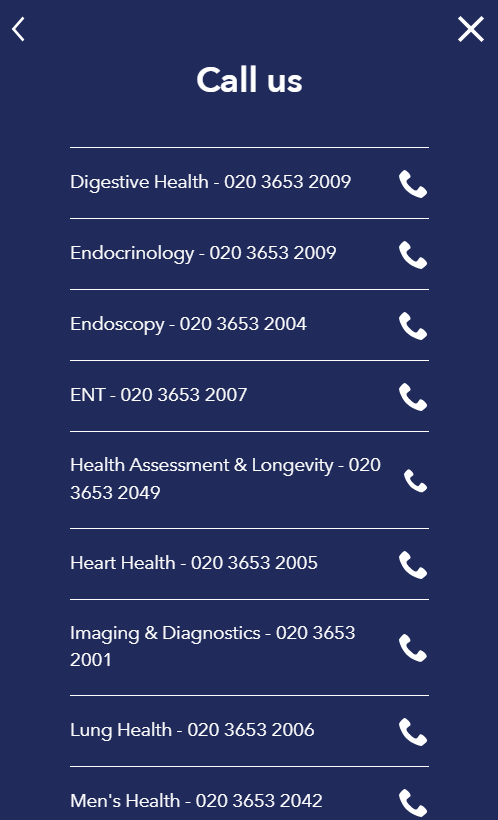 Call us
Digestive Health - 020 3653 2009
Endocrinology - 020 3653 2009
Endoscopy - 020 3653 2004
ENT - 020 3653 2007
Health Assessment & Longevity - 020
3653 2049
Heart Health - 020 3653 2005
Imaging & Diagnostics - 020 3653
2001
Lung Health - 020 3653 2006
Men's Health - 020 3653 2042